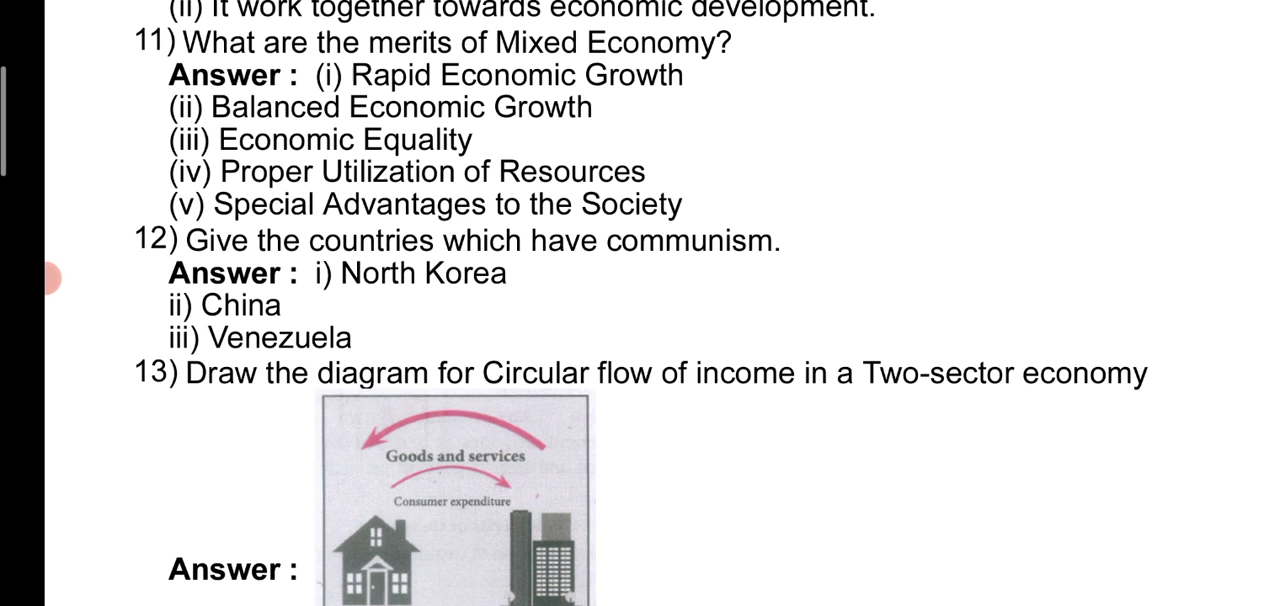 (ii) It work together towards economic development.
11) What are the merits of Mixed Economy?
Answer : (i) Rapid Economic Growth
(ii) Balanced Economic Growth
(iii) Economic Equality
(iv) Proper Utilization of Resources
(v) Special Advantages to the Society
12) Give the countries which have communism.
Answer : i) North Korea
ii) China
iii) Venezuela
13) Draw the diagram for Circular flow of income in a Two-sector economy
Goods and services
Consumer expenditure
Answer :